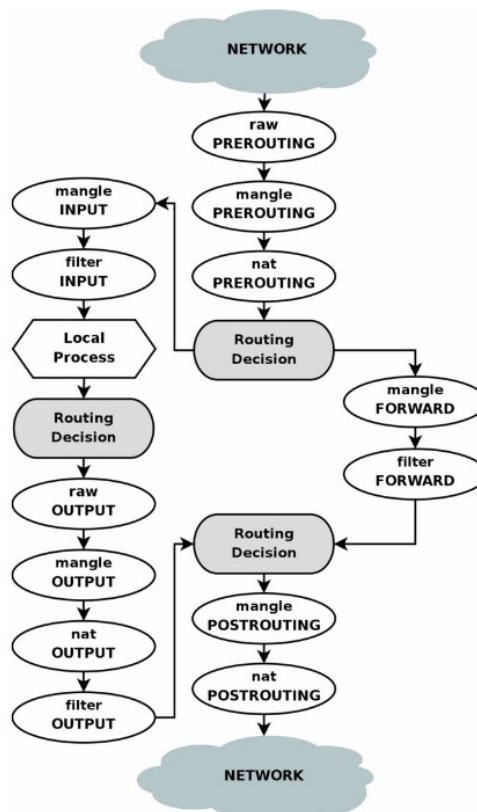 NETWORK
raw
PREROUTING
mangle
PREROUTING
nat
PREROUTING
Routing
Decision
mangle
INPUT
filter
INPUT
Local
Process
Routing
Decision
raw
OUTPUT
mangle
OUTPUT
nat
OUTPUT
filter
OUTPUT
mangle
FORWARD
filter
FORWARD
Routing
Decision
mangle
POSTROUTING
nat
POSTROUTING
NETWORK